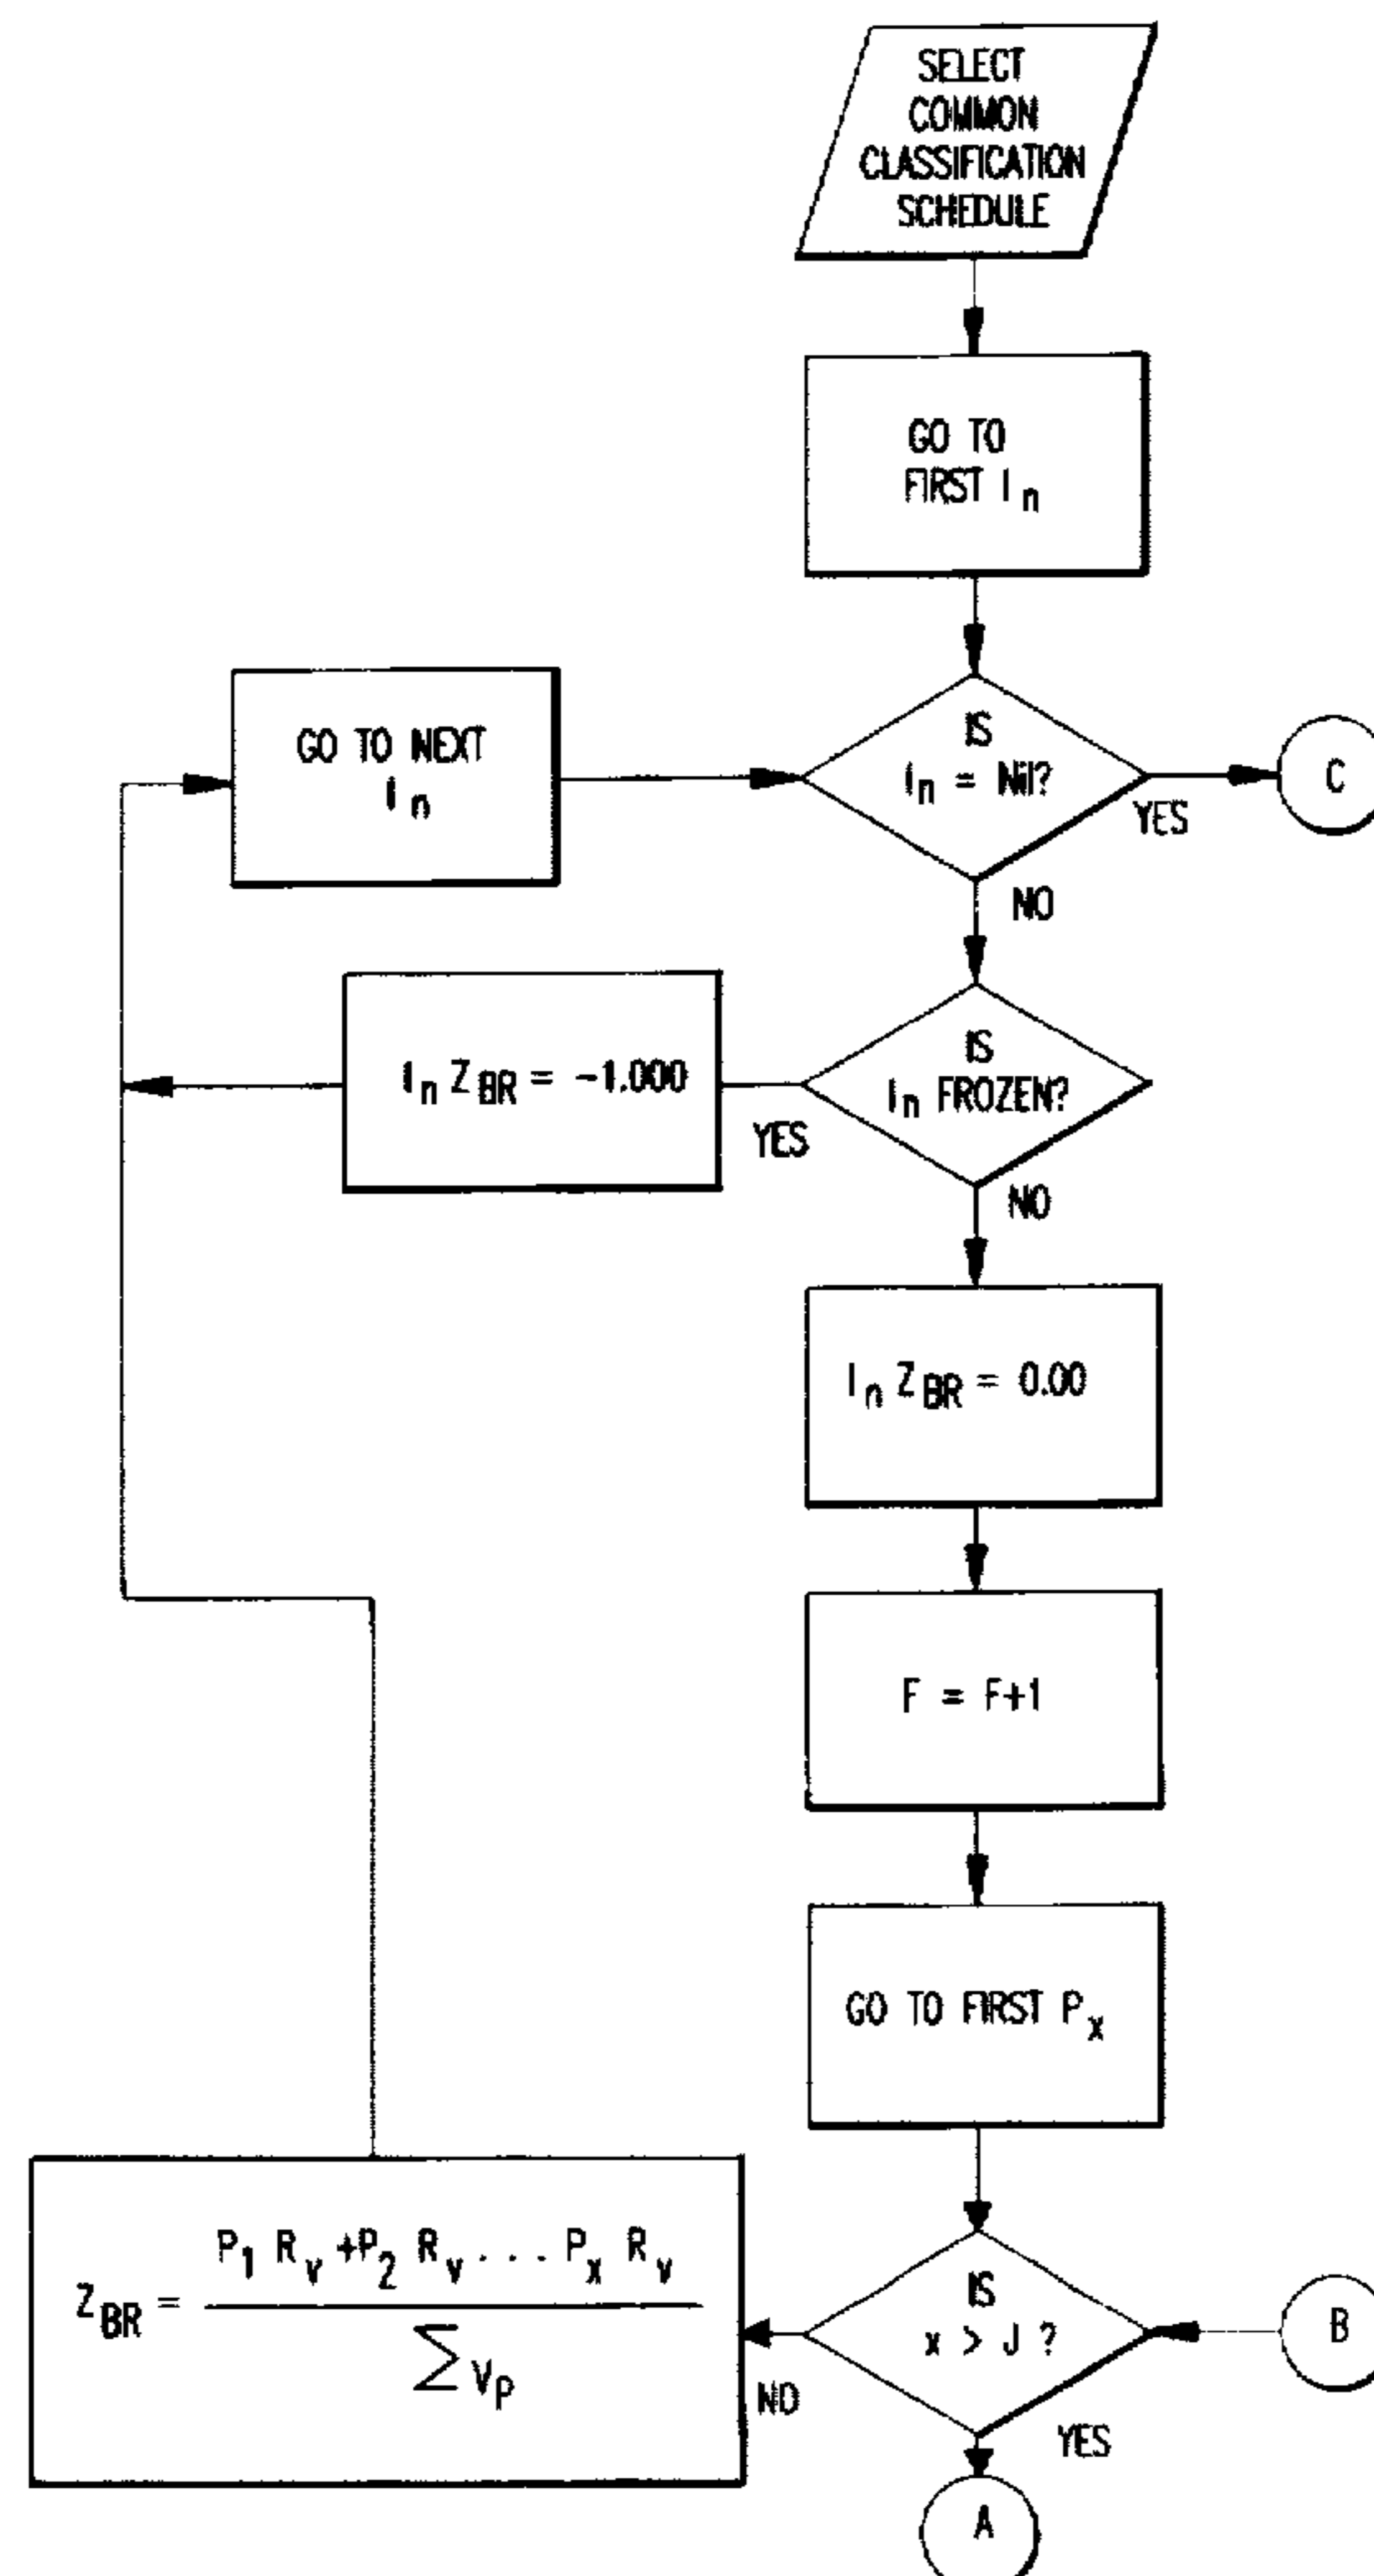 SELECT
COMMON
CLASSIFICATION
SCHEDULE
GO TO
FIRST I n
GO TO NEXT
I n
IS
I n = Nil?
YES
C
NO
IS
I n FROZEN?
I n Z BR = -1.000
YES
NO
I n Z BR = 0.00
F = F+1
GO TO FIRST P x
P 1 R v +P 2 R v . . . P x R v
Z BR =
∑ V P
IS
x > J ?
B
NO
YES
A